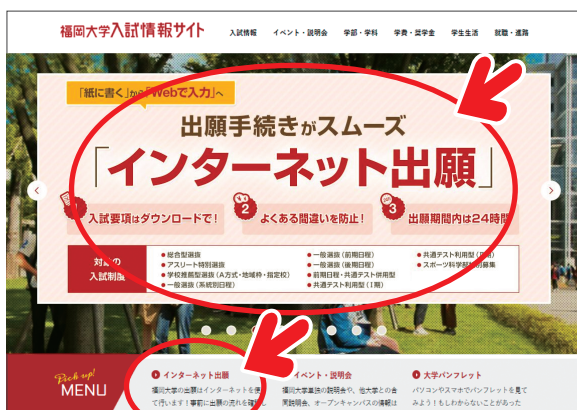 福岡大学入試情報サイト
入試情報 イベント・説明会 学部・学科 学費・奨学金 学生生活 就職・進路
「紙に書く」から「Webで入力」へ
出願手続きがスムーズ
「インターネット出願」
1 入試要項はダウンロードで!
2 よくある間違いを防止!
3 出願期間内は24時間
入試制度
●総合型選抜
●アスリート特別選抜
●学校推薦型選抜(A方式・地域枠・指定校)
●一般選抜(系統別日程)
●一般選抜(前期日程)
●一般選抜(後期日程)
●前期日程・共通テスト併用型
●共通テスト利用型(Ⅰ期)
●共通テスト利用型
●スポーツ科学部特別募集
Pick up!
MENU
インターネット出願
福岡大学の出願はインターネットを使
て行います!事前に出願の流れを確認し
イベント・説明会
福岡大学単独の説明会や、他大学との合
同説明会、オープンキャンパスの情報は
大学パンフレット
パソコンやスマホでパンフレットを見て
みよう!もしわからないことがあった